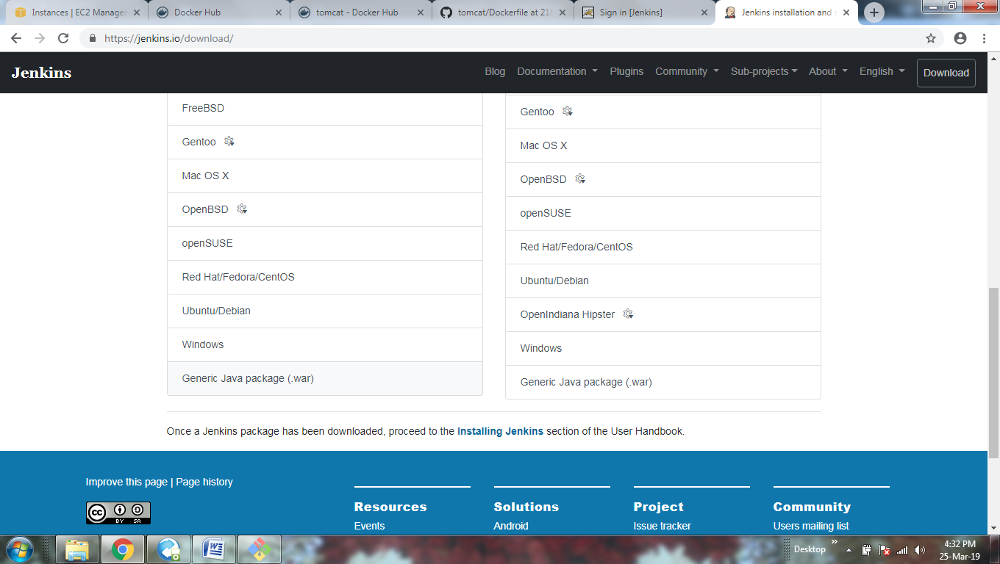 Instances | EC2 Manager
Docker Hub
tomcat - Docker Hub
tomcat/Dockerfile at 218
Sign in [Jenkins]
Jenkins installation and s
https://jenkins.io/download/
Jenkins
Blog
Documentation
Plugins
Community
Sub-projects
About
English
Download
FreeBSD
Gentoo
Mac OS X
OpenBSD
openSUSE
Red Hat/Fedora/CentOS
Ubuntu/Debian
Windows
Generic Java package (.war)
Gentoo
Mac OS X
OpenBSD
openSUSE
Red Hat/Fedora/CentOS
Ubuntu/Debian
OpenIndiana Hipster
Windows
Generic Java package (.war)
Once a Jenkins package has been downloaded, proceed to the Installing Jenkins section of the User Handbook.
Improve this page | Page history
cc
BY SA
Resources
Events
Solutions
Android
Project
Issue tracker
Community
Users mailing list
Desktop
4:32 PM
25-Mar-19